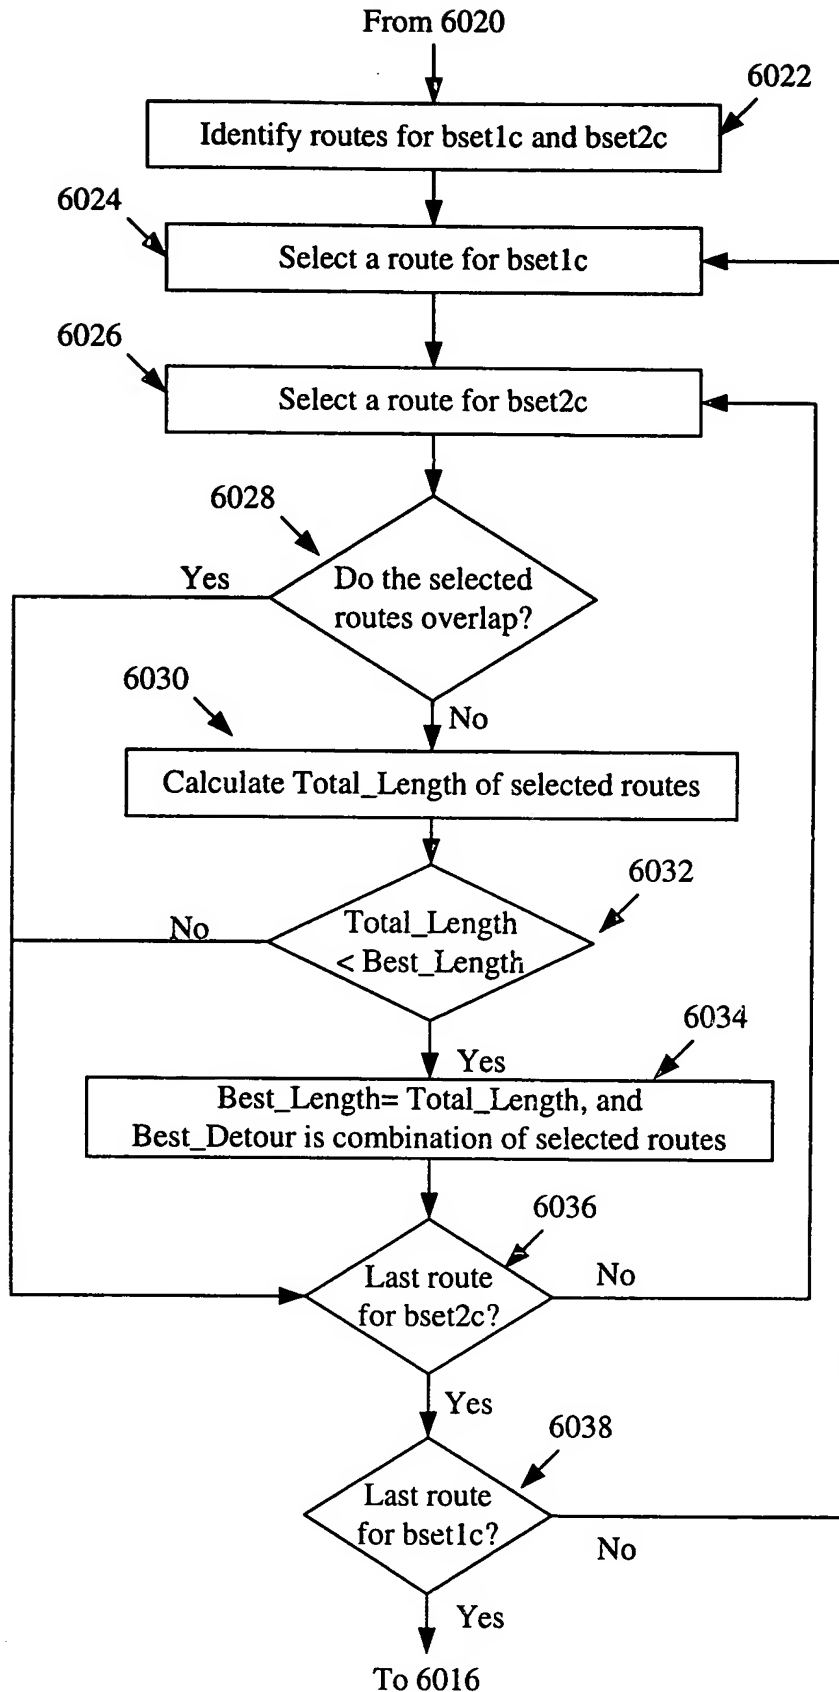 From 6020
6022
Identify routes for bset1c and bset2c
6024
Select a route for bset1c
6026
Select a route for bset2c
6028
Yes
Do the selected
routes overlap?
6030
No
Calculate Total_Length of selected routes
6032
No
Total_Length
< Best_Length
6034
Yes
Best_Length= Total_Length, and
Best_Detour is combination of selected routes
6036
Last route
for bset2c?
No
Yes
6038
Last route
for bset1c?
No
Yes
To 6016